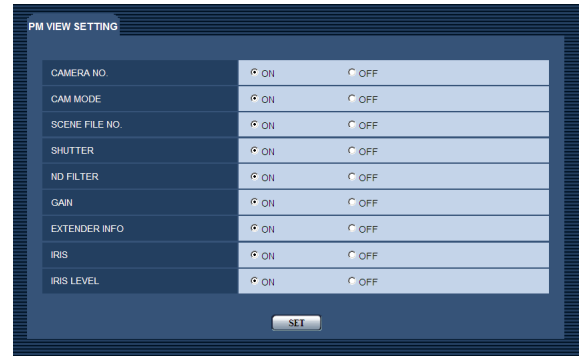 PM VIEW SETTING
CAMERA NO. ON OFF
CAM MODE ON OFF
SCENE FILE NO. ON OFF
SHUTTER ON OFF
ND FILTER ON OFF
GAIN ON OFF
EXTENDER INFO ON OFF
IRIS ON OFF
IRIS LEVEL ON OFF
SET